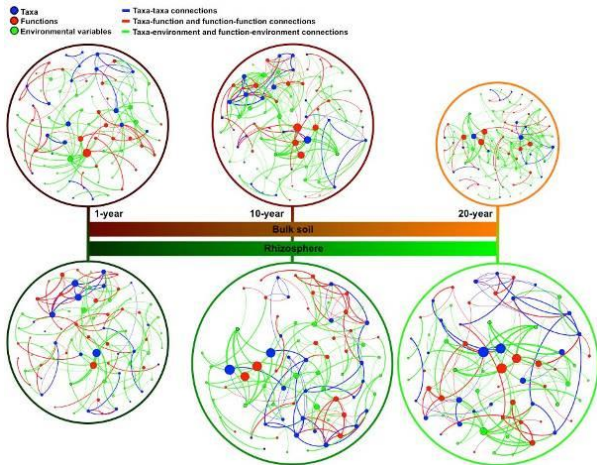 Taxa
Taxa-taxa connections
Functions
Taxa-function and function-function connections
Environmental variables
Taxa-environment and function-environment connections
1-year
10-year
20-year
Bulk soil
Rhizosphere